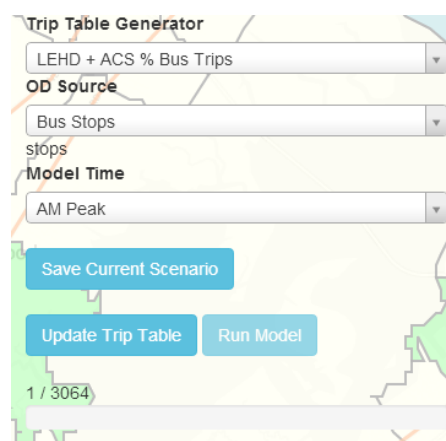 Trip Table Generator
LEHD + ACS % Bus Trips
OD Source
Bus Stops
stops
Model Time
AM Peak
Save Current Scenario
Update Trip Table Run Model
1 / 3064